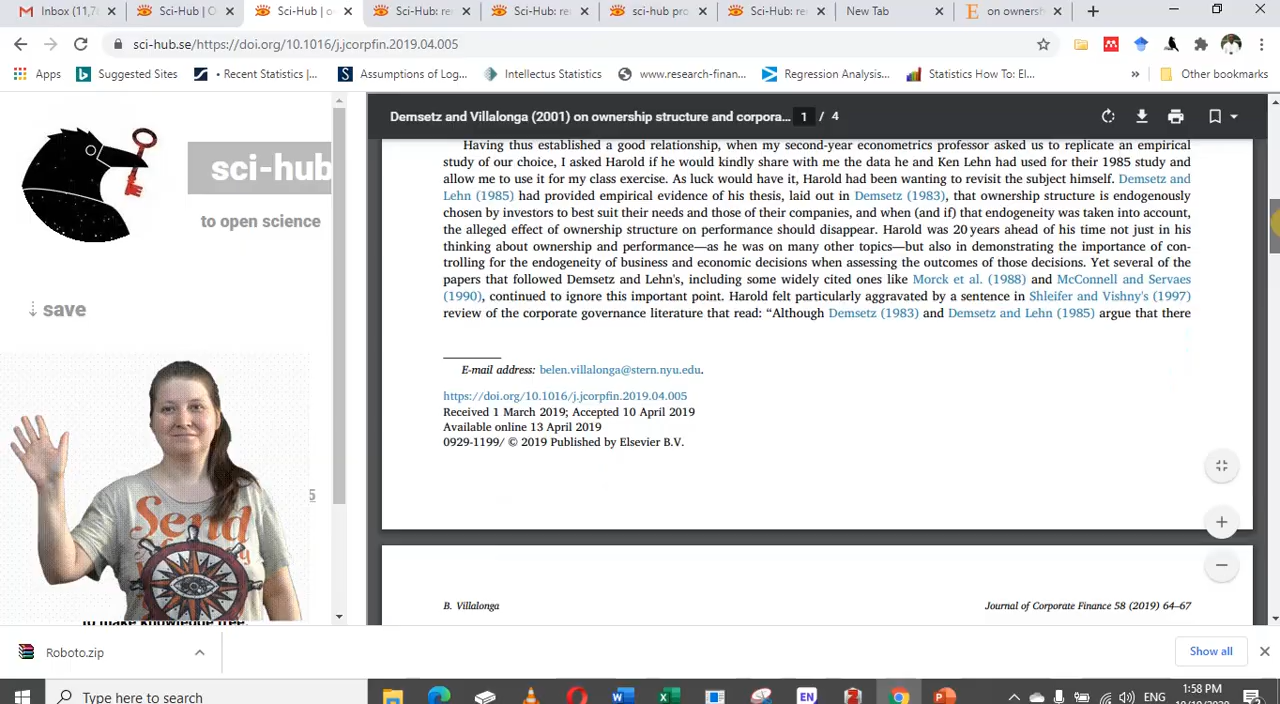 Inbox (11,7
Sci-Hub | O
Sci-Hub | o
Sci-Hub: re
Sci-Hub: re
sci-hub pro
Sci-Hub: re
New Tab
on ownersh
sci-hub.se/https://doi.org/10.1016/j.jcorpfin.2019.04.005
Apps
Suggested Sites
• Recent Statistics |...
Assumptions of Log...
Intellectus Statistics
www.research-finan...
Regression Analysis...
Statistics How To: El...
»
Other bookmarks
sci-hub
to open science
↓ save
Send
to make knowledge free.
Demsetz and Villalonga (2001) on ownership structure and corpora... 1 / 4
Having thus established a good relationship, when my second-year econometrics professor asked us to replicate an empirical
study of our choice, I asked Harold if he would kindly share with me the data he and Ken Lehn had used for their 1985 study and
allow me to use it for my class exercise. As luck would have it, Harold had been wanting to revisit the subject himself. Demsetz and
Lehn (1985) had provided empirical evidence of his thesis, laid out in Demsetz (1983), that ownership structure is endogenously
chosen by investors to best suit their needs and those of their companies, and when (and if) that endogeneity was taken into account,
the alleged effect of ownership structure on performance should disappear. Harold was 20 years ahead of his time not just in his
thinking about ownership and performance—as he was on many other topics—but also in demonstrating the importance of con-
trolling for the endogeneity of business and economic decisions when assessing the outcomes of those decisions. Yet several of the
papers that followed Demsetz and Lehn's, including some widely cited ones like Morck et al. (1988) and McConnell and Servaes
(1990), continued to ignore this important point. Harold felt particularly aggravated by a sentence in Shleifer and Vishny's (1997)
review of the corporate governance literature that read: “Although Demsetz (1983) and Demsetz and Lehn (1985) argue that there
E-mail address: belen.villalonga@stern.nyu.edu.
https://doi.org/10.1016/j.jcorpfin.2019.04.005
Received 1 March 2019; Accepted 10 April 2019
Available online 13 April 2019
0929-1199/ © 2019 Published by Elsevier B.V.
B. Villalonga
Journal of Corporate Finance 58 (2019) 64–67
Roboto.zip
Show all
Type here to search
EN
ENG
1:58 PM